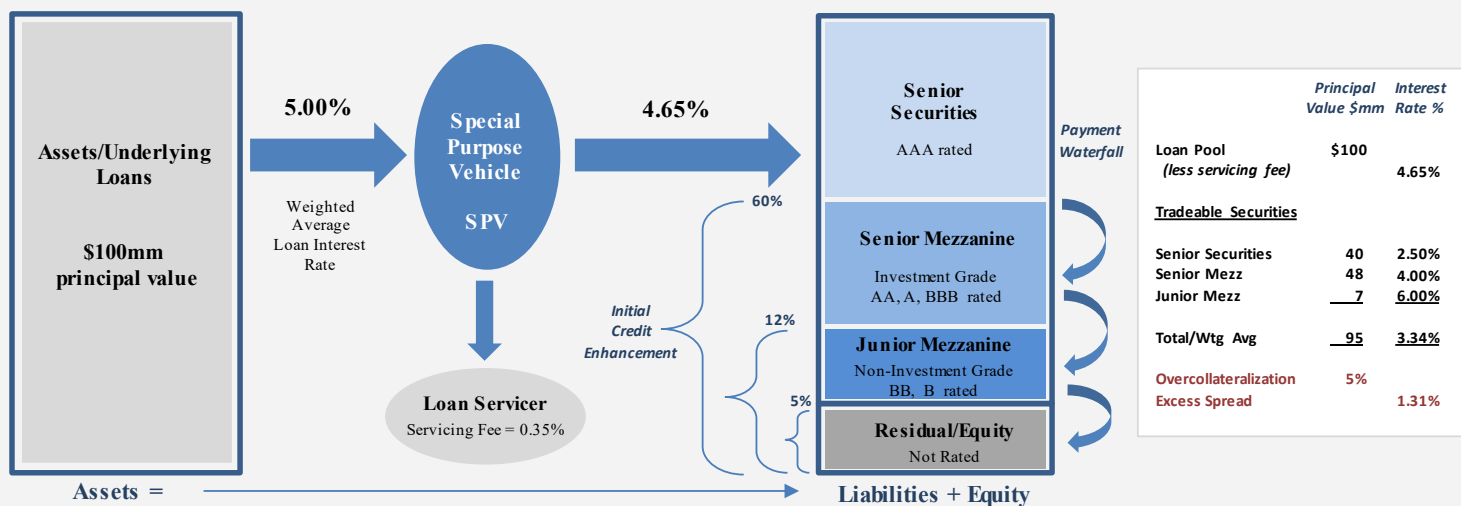 Assets/Underlying
Loans
$100mm
principal value
5.00%
Weighted
Average
Loan Interest
Rate
Special
Purpose
Vehicle
SPV
4.65%
Loan Servicer
Servicing Fee = 0.35%
Initial
Credit
Enhancement
60%
12%
5%
Senior
Securities
AAA rated
Senior Mezzanine
Investment Grade
AA, A, BBB rated
Junior Mezzanine
Non-Investment Grade
BB, B rated
Residual/Equity
Not Rated
Payment
Waterfall
Principal Interest
Value $mm Rate %
Loan Pool $100
(less servicing fee) 4.65%
Tradeable Securities
Senior Securities 40 2.50%
Senior Mezz 48 4.00%
Junior Mezz 7 6.00%
Total/Wtg Avg 95 3.34%
Overcollateralization 5%
Excess Spread 1.31%
Assets =
Liabilities + Equity